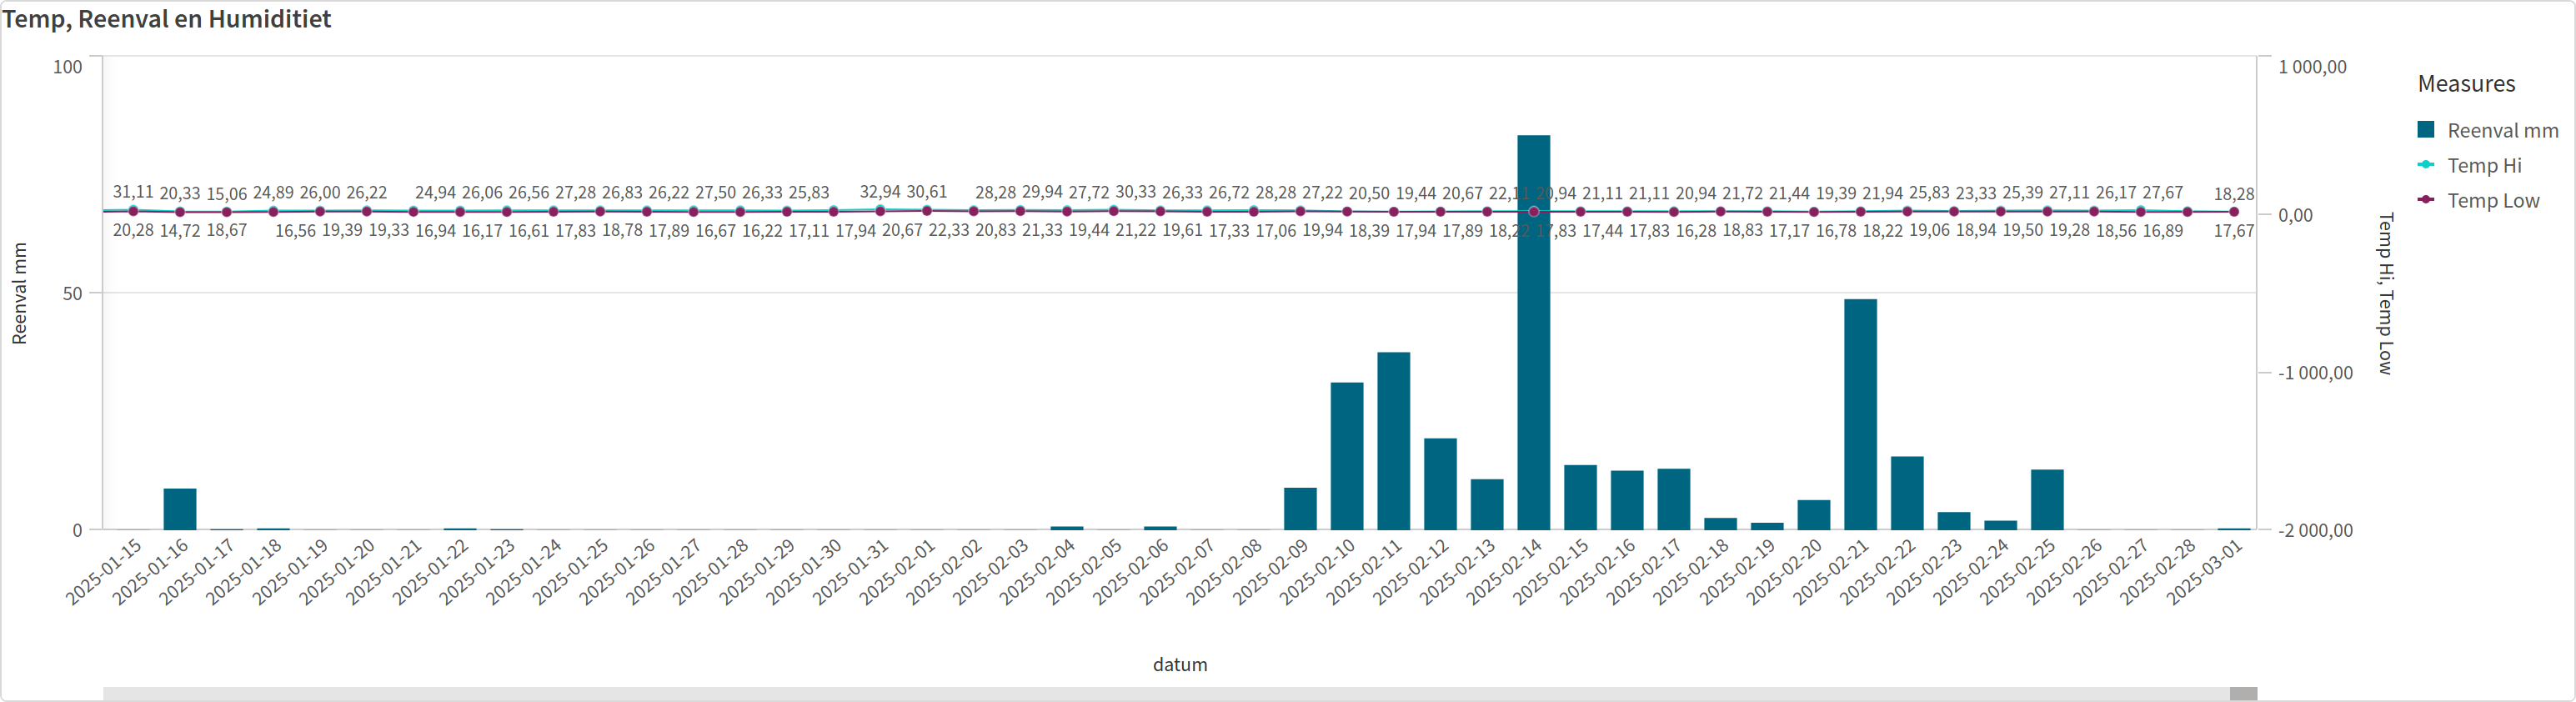 Temp, Reenval en Humiditiet
100
50
0
Reenval mm
1 000,00
0,00
-1 000,00
-2 000,00
Temp Hi, Temp Low
Measures
Reenval mm
Temp Hi
Temp Low
31,11 20,33 15,06 24,89 26,00 26,22 24,94 26,06 26,56 27,28 26,83 26,22 27,50 26,33 25,83 32,94 30,61 28,28 29,94 27,72 30,33 26,33 26,72 28,28 27,22 20,50 19,44 20,67 22,11 20,94 21,11 21,11 20,94 21,72 21,44 19,39 21,94 25,83 23,33 25,39 27,11 26,17 27,67 18,28
20,28 14,72 18,67 16,56 19,39 19,33 16,94 16,17 16,61 17,83 18,78 17,89 16,67 16,22 17,11 17,94 20,67 22,33 20,83 21,33 19,44 21,22 19,61 17,33 17,06 19,94 18,39 17,94 17,89 18,22 17,83 17,44 17,83 16,28 18,83 17,17 16,78 18,22 19,06 18,94 19,50 19,28 18,56 16,89 17,67
2025-01-15 2025-01-16 2025-01-17 2025-01-18 2025-01-19 2025-01-20 2025-01-21 2025-01-22 2025-01-23 2025-01-24 2025-01-25 2025-01-26 2025-01-27 2025-01-28 2025-01-29 2025-01-30 2025-01-31 2025-02-01 2025-02-02 2025-02-03 2025-02-04 2025-02-05 2025-02-06 2025-02-07 2025-02-08 2025-02-09 2025-02-10 2025-02-11 2025-02-12 2025-02-13 2025-02-14 2025-02-15 2025-02-16 2025-02-17 2025-02-18 2025-02-19 2025-02-20 2025-02-21 2025-02-22 2025-02-23 2025-02-24 2025-02-25 2025-02-26 2025-02-27 2025-02-28 2025-03-01
datum